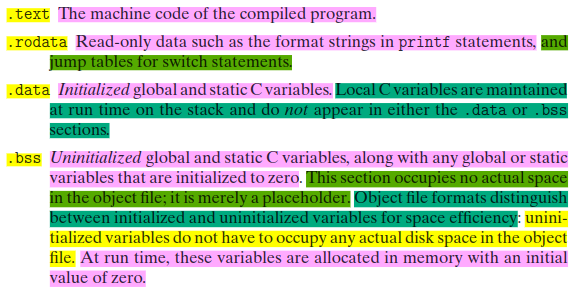 .text The machine code of the compiled program.
.rodata Read-only data such as the format strings in printf statements, and
jump tables for switch statements.
.data Initialized global and static C variables. Local C variables are maintained
at run time on the stack and do not appear in either the .data or .bss
sections.
.bss Uninitialized global and static C variables, along with any global or static
variables that are initialized to zero. This section occupies no actual space
in the object file; it is merely a placeholder. Object file formats distinguish
between initialized and uninitialized variables for space efficiency: unini-
tialized variables do not have to occupy any actual disk space in the object
file. At run time, these variables are allocated in memory with an initial
value of zero.